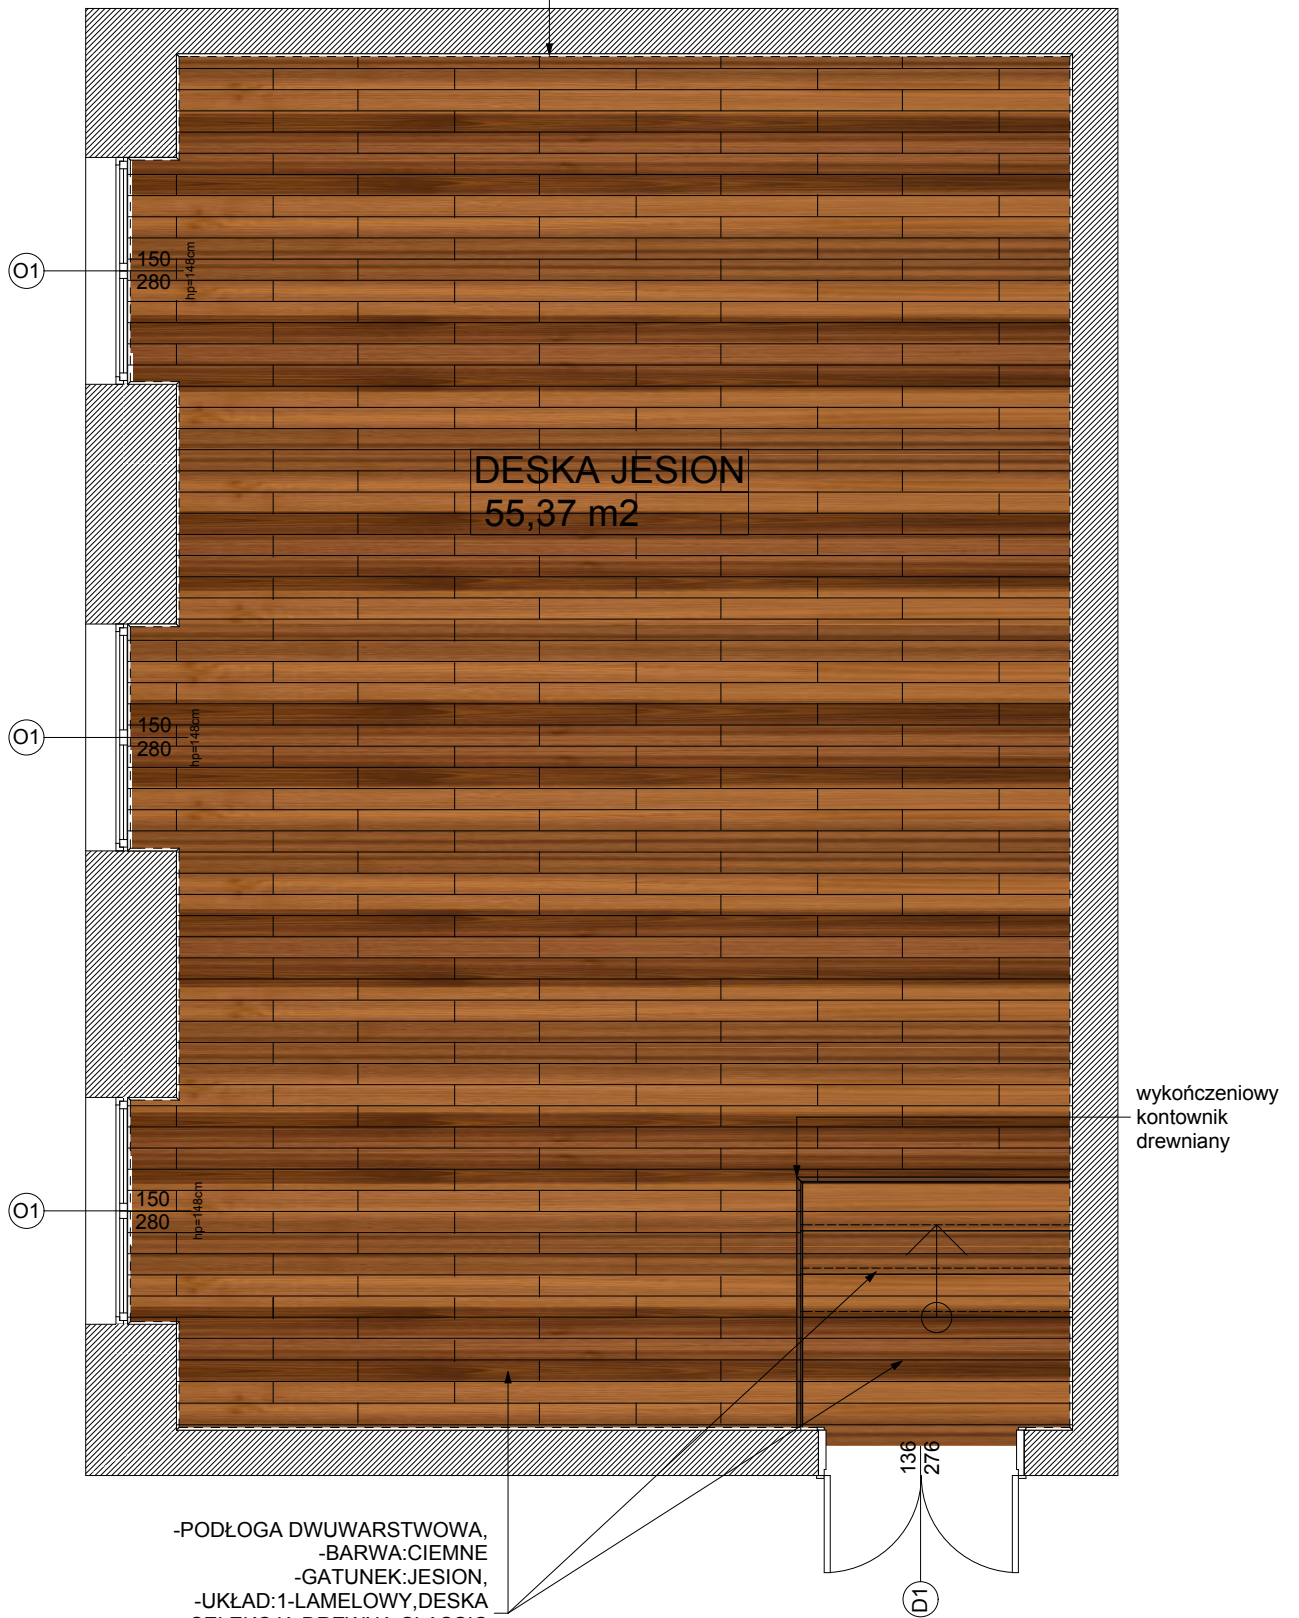 O1
150
280
hp=148cm
DESKA JESION
55,37 m2
O1
150
280
hp=148cm
wykończeniowy
kontownik
drewniany
O1
150
280
hp=148cm
136
276
-PODŁOGA DWUWARSTWOWA,
-BARWA:CIEMNE
-GATUNEK:JESION,
-UKŁAD:1-LAMELOWY,DESKA
D1